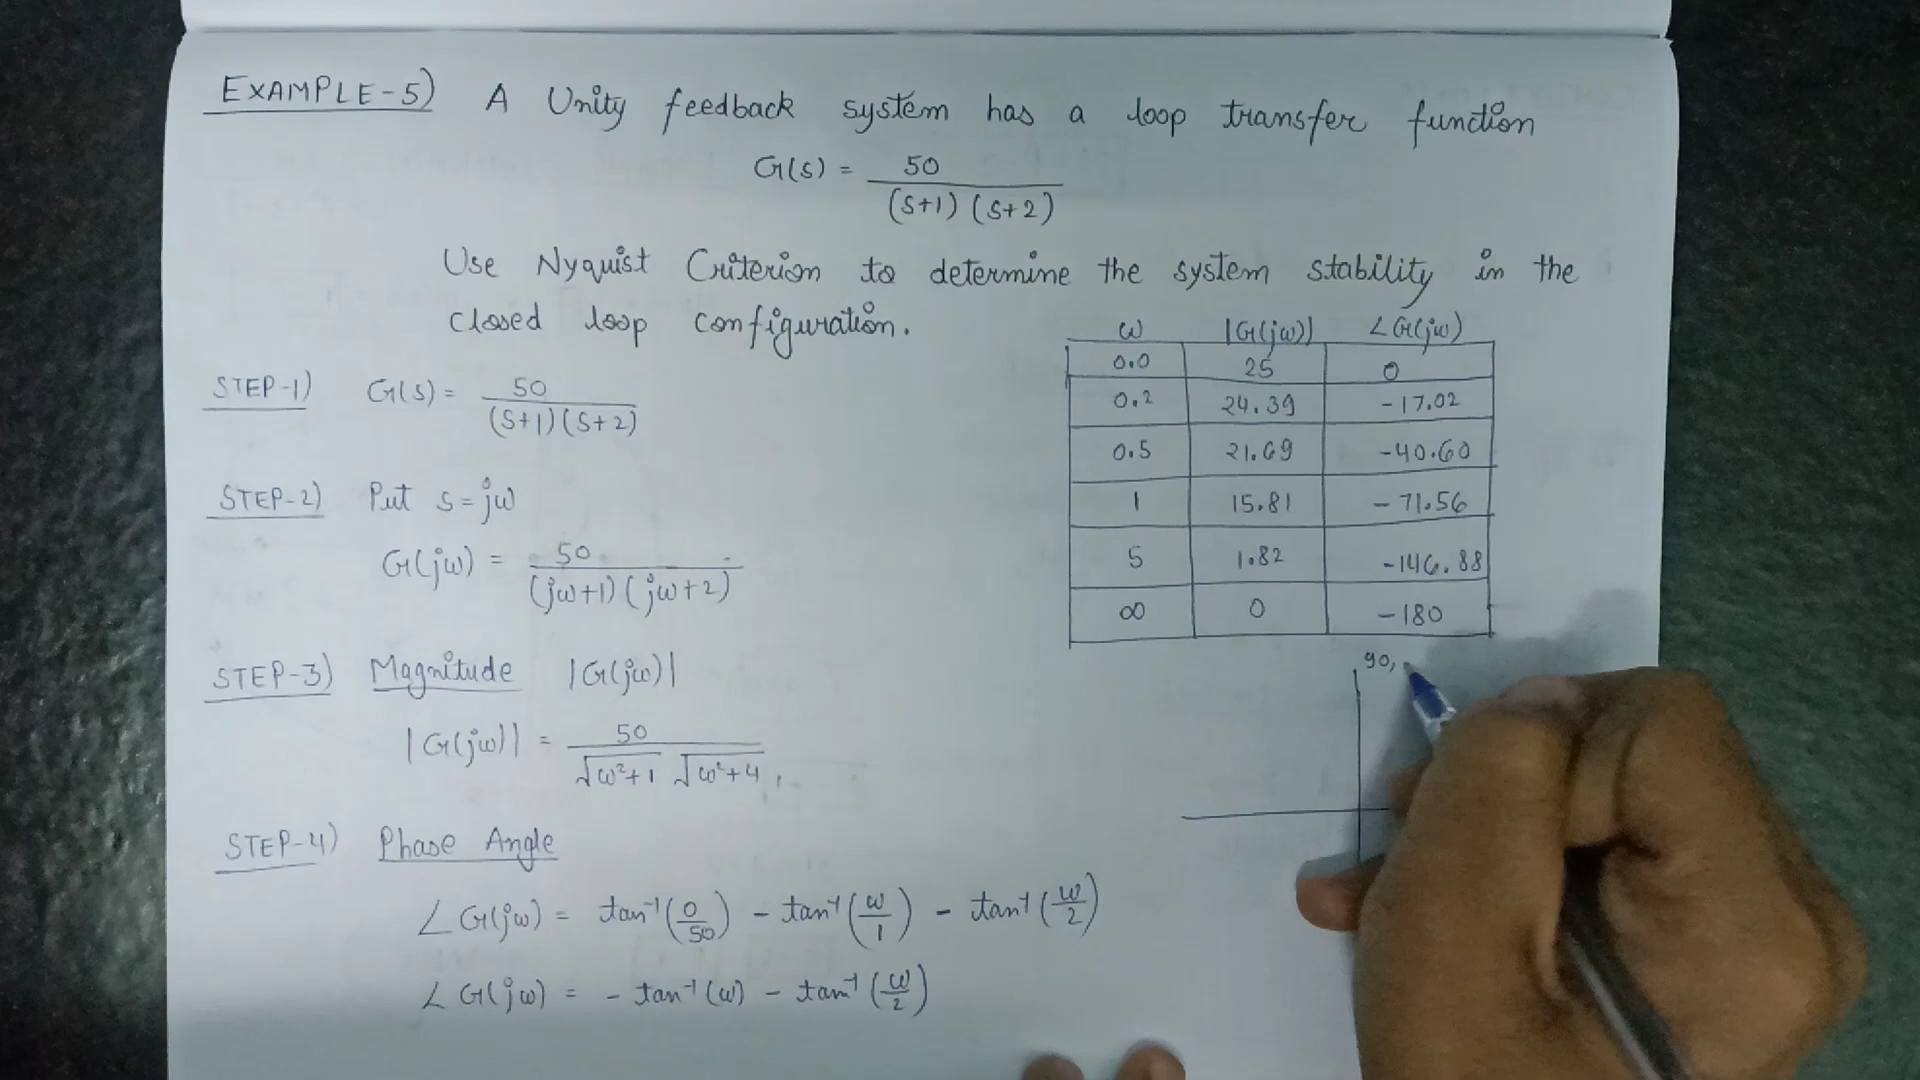 EXAMPLE-5) A Unity feedback system has a loop transfer function
G(s) = 50
(s+1) (s+2)
Use Nyquist Criterion to determine the system stability in the
closed loop configuration.
ω |G(jω)| ∠G(jω)
0.0 25 0
0.2 24.39 -17.02
0.5 21.69 -40.60
1 15.81 -71.56
5 1.82 -146.88
∞ 0 -180
STEP-1) G(s) = 50
(s+1)(s+2)
STEP-2) Put s=jω
G(jω) = 50
(jω+1) (jω+2)
STEP-3) Magnitude |G(jω)|
|G(jω)| = 50
√ω²+1 √ω²+4
90,
STEP-4) Phase Angle
∠G(jω) = tan⁻¹(0/50) - tan⁻¹(ω/1) - tan⁻¹(ω/2)
∠G(jω) = - tan⁻¹(ω) - tan⁻¹(ω/2)